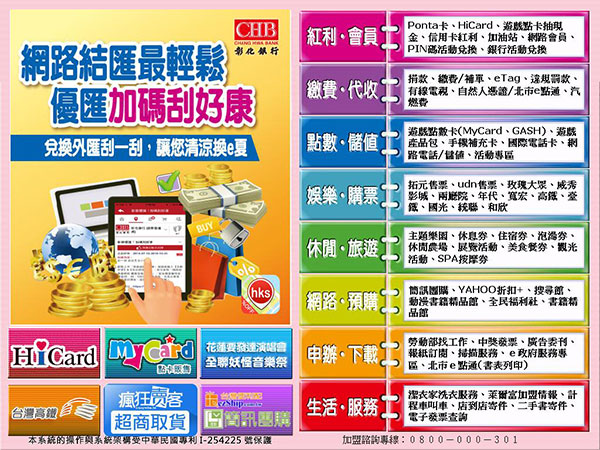 CHB
CHANG HWA BANK
彰化銀行
網路結匯最輕鬆
優匯加碼刮好康
兌換外匯刮一刮,讓您清涼換e夏
CHB
BUY
hks
HiCard
MyCard
點卡販售
花蓮要發達演唱會
全聯妖怪音樂祭
台灣高鐵
瘋狂賣客
超商取貨
簡訊團購
紅利・會員
Ponta卡、HiCard、遊戲點卡抽現
金、信用卡紅利、加油站、網路會員、
PIN碼活動兌換、銀行活動兌換
繳費・代收
捐款、繳費/補單、eTag、違規罰款、
有線電視、自然人憑證/北市e點通、汽
燃費
點數・儲值
遊戲點數卡(MyCard、GASH)、遊戲
產品包、手機補充卡、國際電話卡、網
路電話/儲值、活動專區
娛樂・購票
拓元售票、udn售票、玫瑰大眾、威秀
影城、兩廳院、年代、寬宏、高鐵、臺
鐵、國光、統聯、和欣
休閒・旅遊
主題樂園、休息券、住宿券、泡湯券、
休閒農場、展覽活動、美食餐券、觀光
活動、SPA按摩券
網路・預購
簡訊團購、YAHOO折扣+、搜尋館、
動漫書籍精品館、全民福利社、書籍精
品館
申辦・下載
勞動部找工作、中獎發票、廣告委刊、
報紙訂閱、掃描服務、e政府服務專
區、北市e點通(書表列印)
生活・服務
潔衣家洗衣服務、萊爾富加盟情報、計
程車叫車、店到店寄件、二手書寄件、
電子發票查詢
本系統的操作與系統架構受中華民國專利I-254225 號保護
加盟諮詢專線:0800-000-301